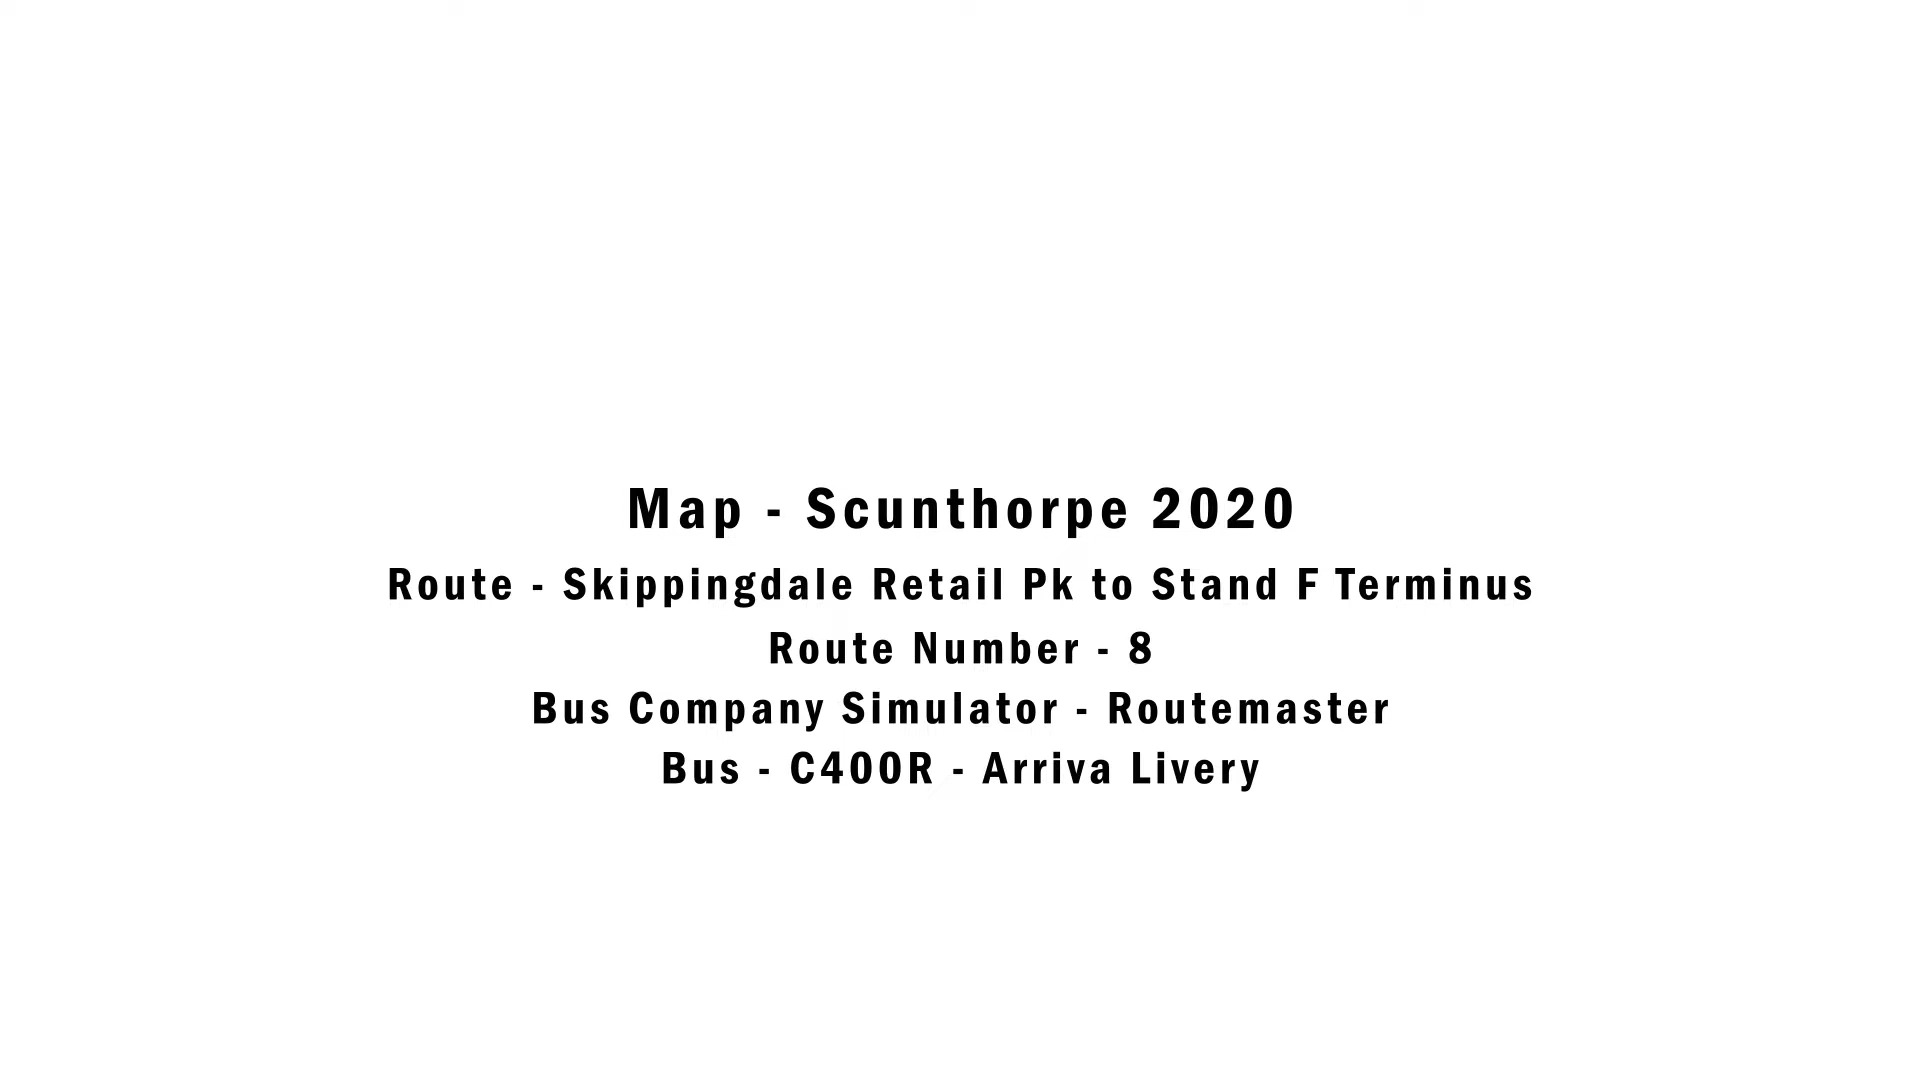 Map - Scunthorpe 2020
Route - Skippingdale Retail Pk to Stand F Terminus
Route Number - 8
Bus Company Simulator - Routemaster
Bus - C400R - Arriva Livery